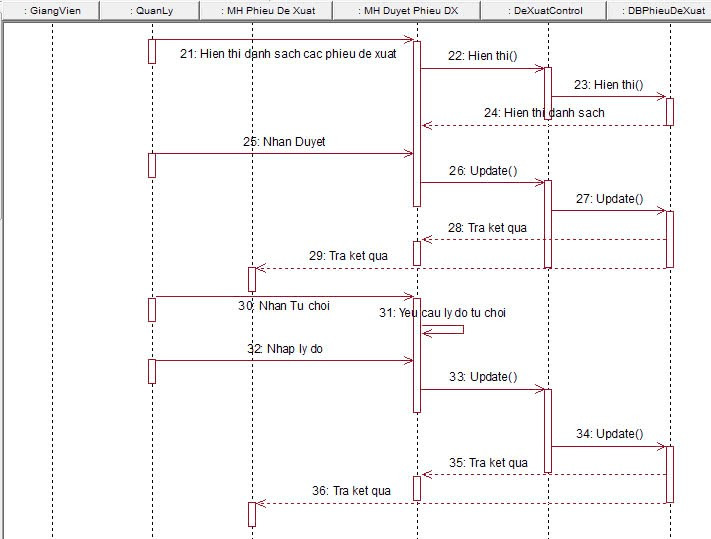 : GiangVien
: QuanLy
: MH Phieu De Xuat
: MH Duyet Phieu DX
: DeXuatControl
: DBPhieuDeXuat
21: Hien thi danh sach cac phieu de xuat
22: Hien thi()
23: Hien thi()
24: Hien thi danh sach
25: Nhan Duyet
26: Update()
27: Update()
28: Tra ket qua
29: Tra ket qua
30: Nhan Tu choi
31: Yeu cau ly do tu choi
32: Nhap ly do
33: Update()
34: Update()
35: Tra ket qua
36: Tra ket qua